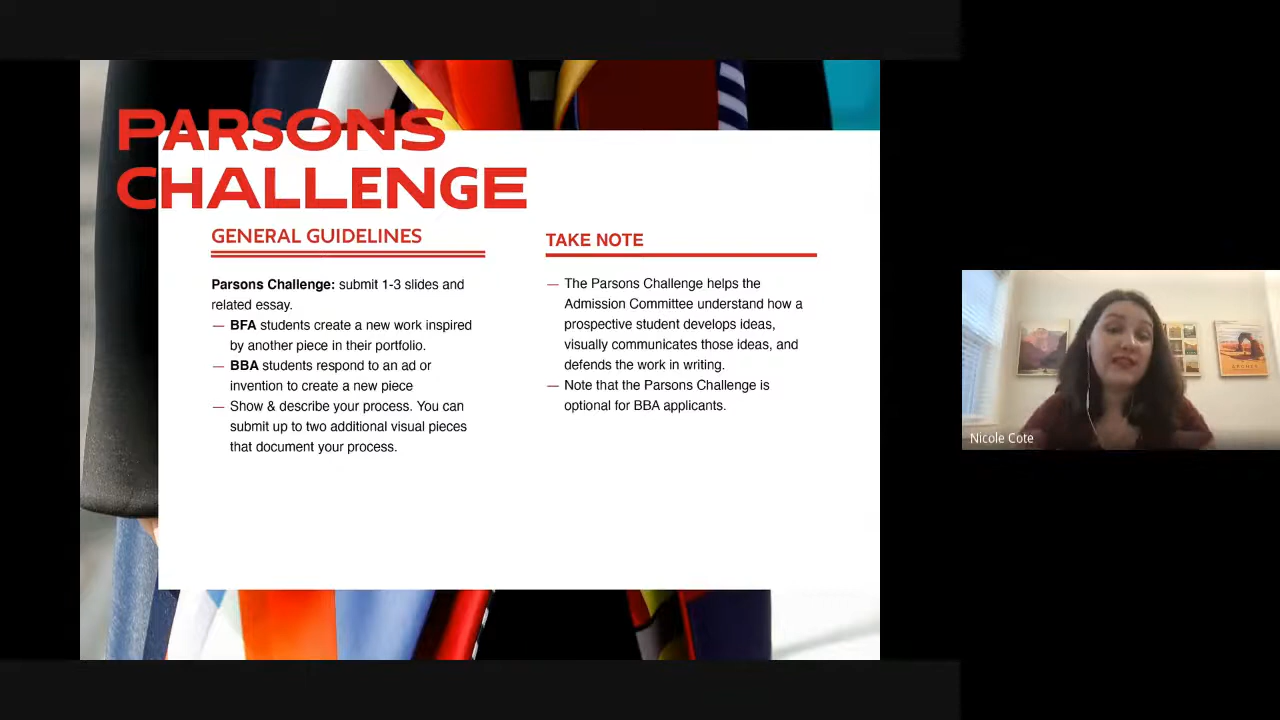 PARSONS
CHALLENGE
GENERAL GUIDELINES
Parsons Challenge: submit 1-3 slides and
related essay.
— BFA students create a new work inspired
by another piece in their portfolio.
— BBA students respond to an ad or
invention to create a new piece
— Show & describe your process. You can
submit up to two additional visual pieces
that document your process.
TAKE NOTE
— The Parsons Challenge helps the
Admission Committee understand how a
prospective student develops ideas,
visually communicates those ideas, and
defends the work in writing.
— Note that the Parsons Challenge is
optional for BBA applicants.
Nicole Cote